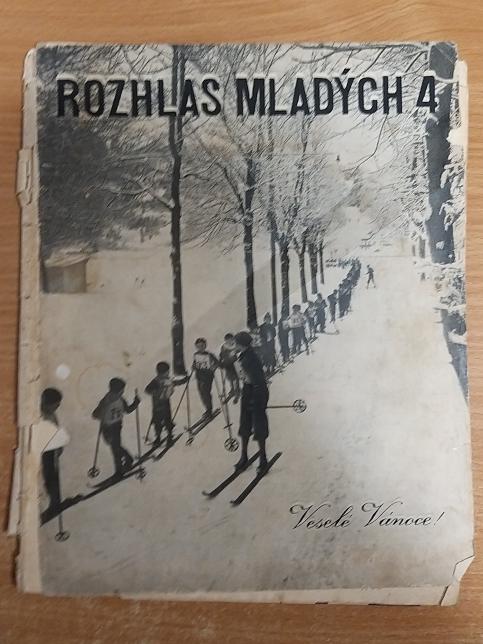 ROZHLAS MLADÝCH 4
Veselé Vánoce!